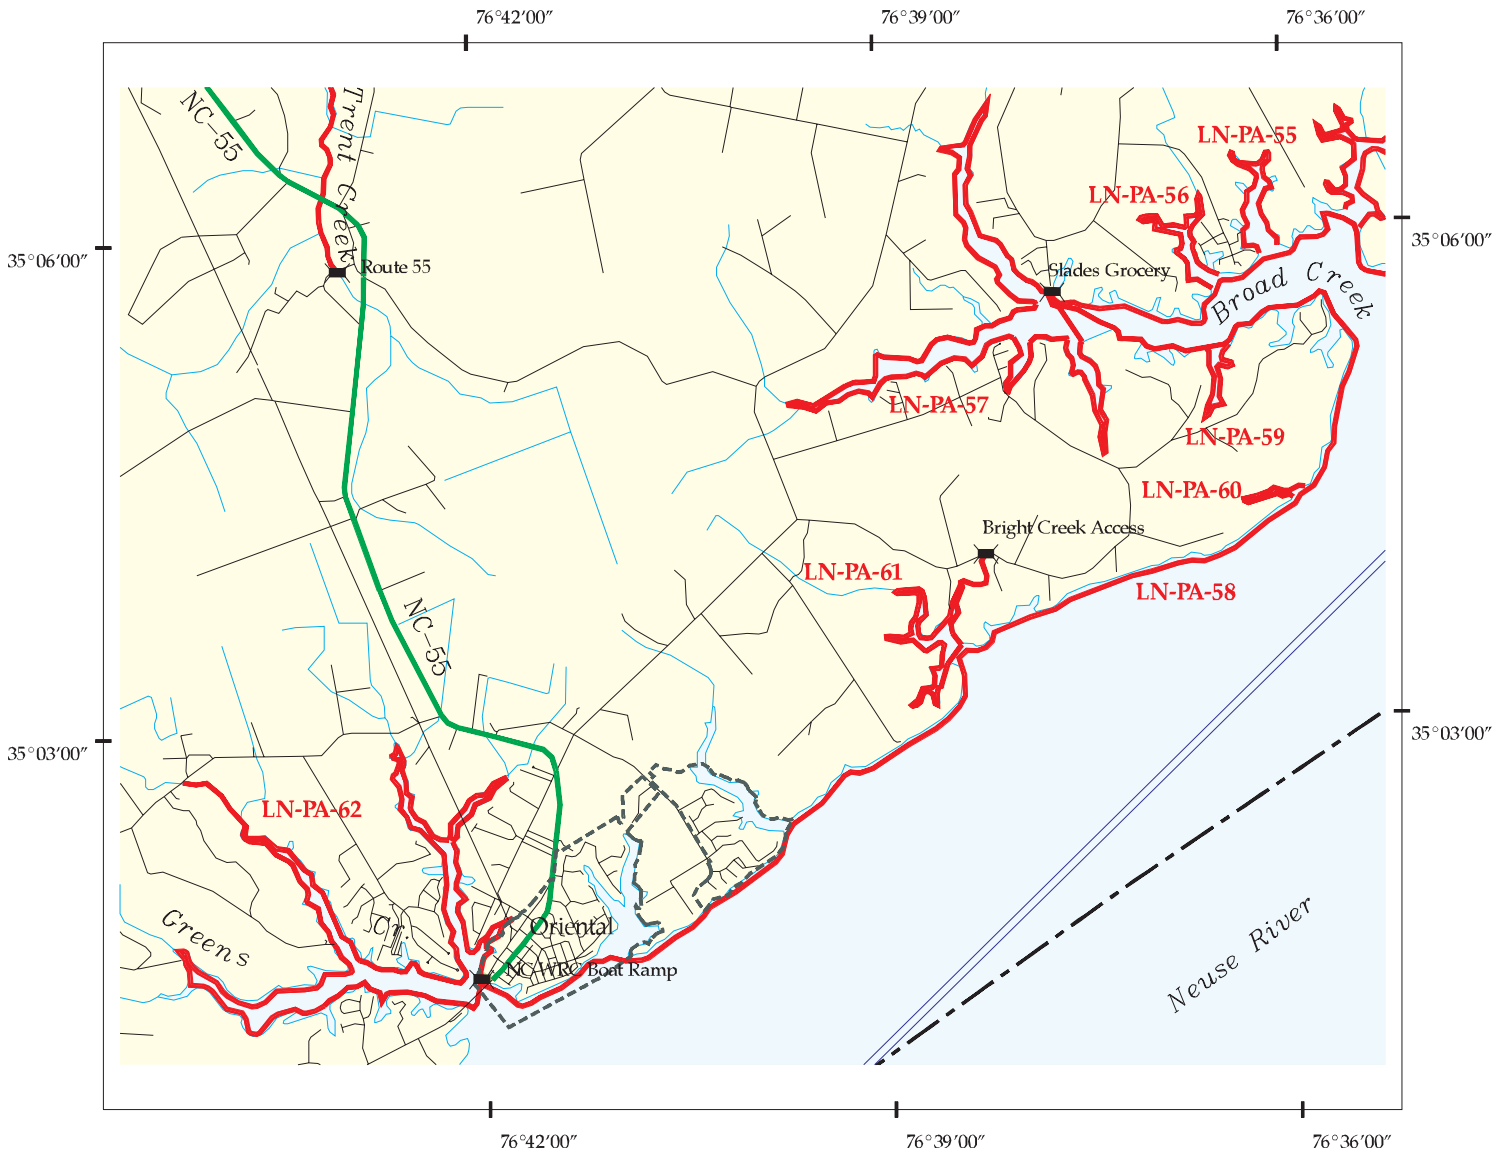 76°42′00″
76°39′00″
76°36′00″
NC-55
Trent Creek
LN-PA-55
LN-PA-56
35°06′00″
35°06′00″
Route 55
Slades Grocery
Broad Creek
LN-PA-57
LN-PA-59
LN-PA-60
Bright Creek Access
LN-PA-61
LN-PA-58
NC-55
35°03′00″
35°03′00″
LN-PA-62
Greens
Cr.
Oriental
NC WRC Boat Ramp
Neuse River
76°42′00″
76°39′00″
76°36′00″